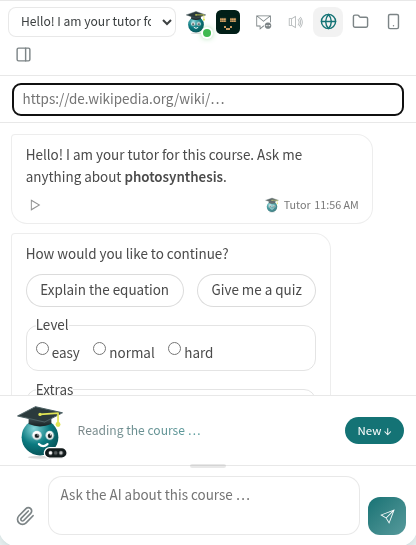 Hello! I am your tutor fo
https://de.wikipedia.org/wiki/…
Hello! I am your tutor for this course. Ask me
anything about photosynthesis.
Tutor 11:56 AM
How would you like to continue?
Explain the equation
Give me a quiz
Level
easy
normal
hard
Extras
Reading the course …
New ↓
Ask the AI about this course …